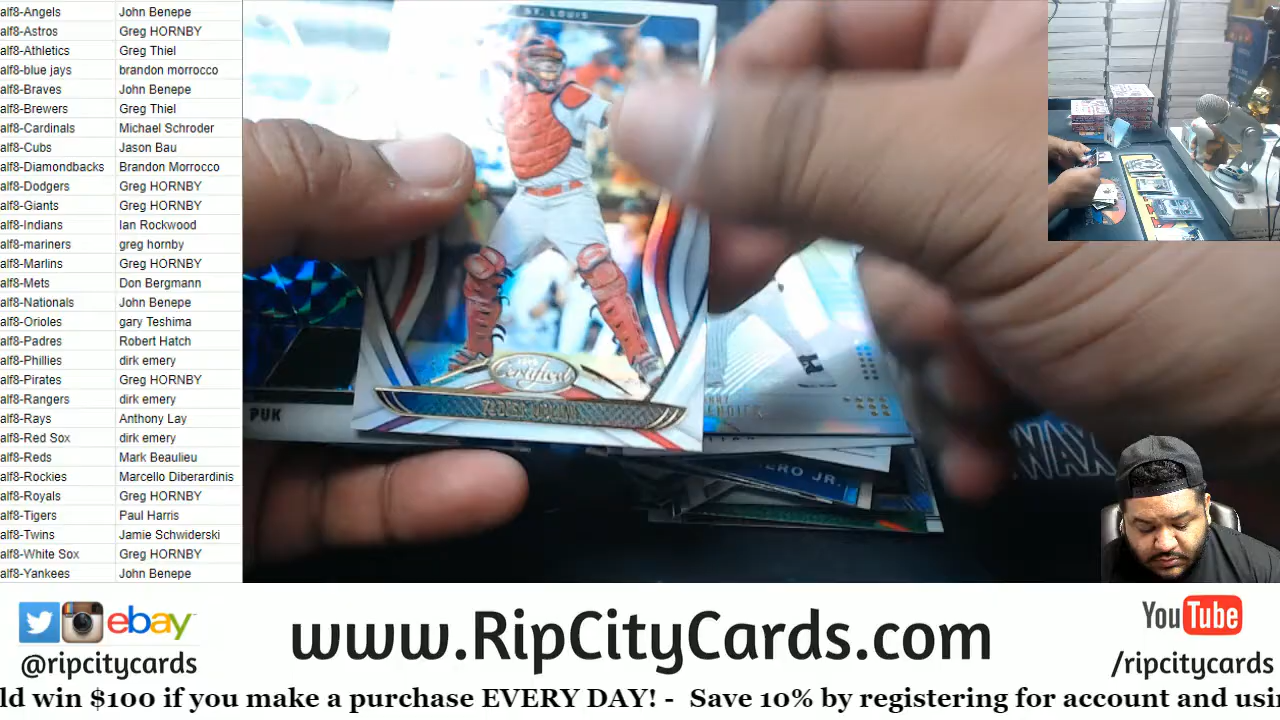 alf8-Angels John Benepe
alf8-Astros Greg HORNBY
alf8-Athletics Greg Thiel
alf8-blue jays brandon morrocco
alf8-Braves John Benepe
alf8-Brewers Greg Thiel
alf8-Cardinals Michael Schroder
alf8-Cubs Jason Bau
alf8-Diamondbacks Brandon Morrocco
alf8-Dodgers Greg HORNBY
alf8-Giants Greg HORNBY
alf8-Indians Ian Rockwood
alf8-mariners greg hornby
alf8-Marlins Greg HORNBY
alf8-Mets Don Bergmann
alf8-Nationals John Benepe
alf8-Orioles gary Teshima
alf8-Padres Robert Hatch
alf8-Phillies dirk emery
alf8-Pirates Greg HORNBY
alf8-Rangers dirk emery
alf8-Rays Anthony Lay
alf8-Red Sox dirk emery
alf8-Reds Mark Beaulieu
alf8-Rockies Marcello Diberardinis
alf8-Royals Greg HORNBY
alf8-Tigers Paul Harris
alf8-Twins Jamie Schwiderski
alf8-White Sox Greg HORNBY
alf8-Yankees John Benepe
ST. LOUIS
Certified
PUK
ERO JR.
WAX
ebay
@ripcitycards
www.RipCityCards.com
YouTube
/ripcitycards
ld win $100 if you make a purchase EVERY DAY! - Save 10% by registering for account and usin